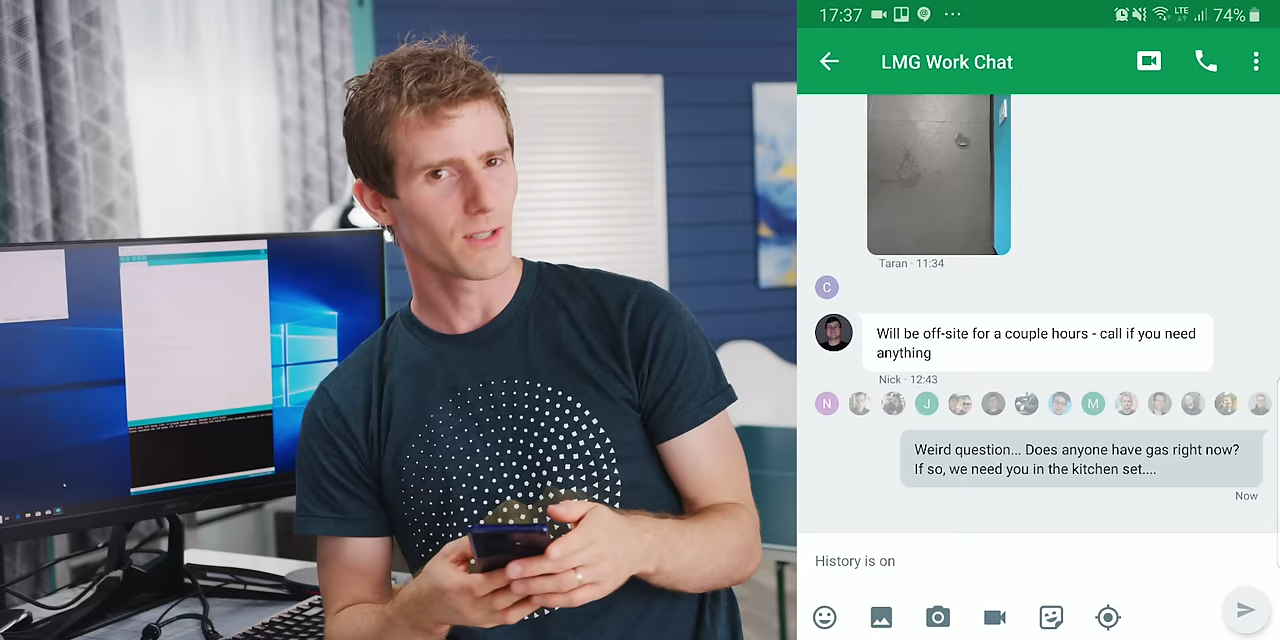 17:37
LTE
74%
LMG Work Chat
Taran · 11:34
C
Will be off-site for a couple hours - call if you need
anything
Nick · 12:43
N
J
M
Weird question... Does anyone have gas right now?
If so, we need you in the kitchen set....
Now
History is on